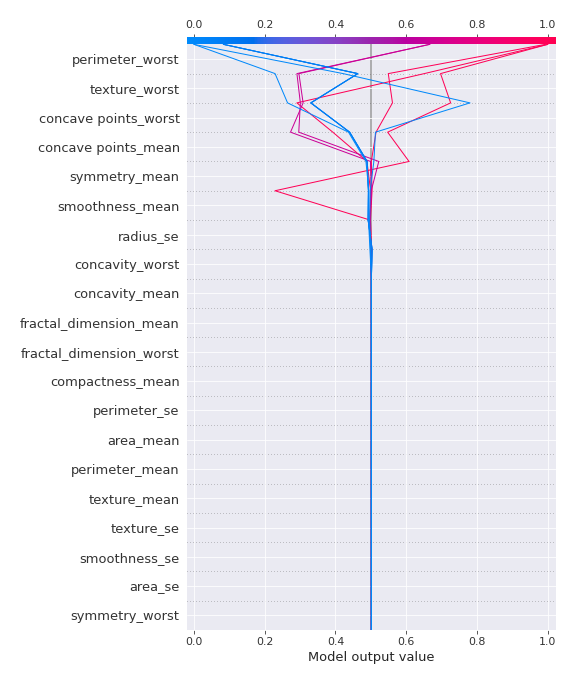 0.0 0.2 0.4 0.6 0.8 1.0
perimeter_worst
texture_worst
concave points_worst
concave points_mean
symmetry_mean
smoothness_mean
radius_se
concavity_worst
concavity_mean
fractal_dimension_mean
fractal_dimension_worst
compactness_mean
perimeter_se
area_mean
perimeter_mean
texture_mean
texture_se
smoothness_se
area_se
symmetry_worst
0.0 0.2 0.4 0.6 0.8 1.0
Model output value